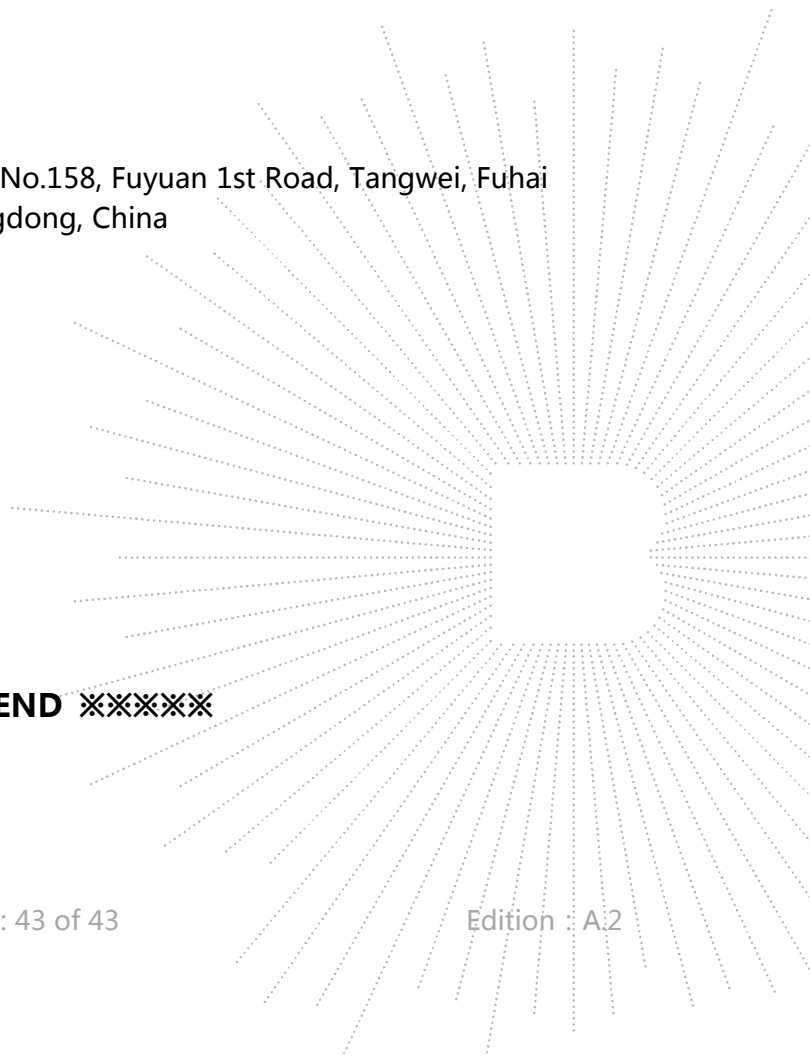 No.158, Fuyuan 1st Road, Tangwei, Fuhai
gdong, China
END ※※※※※
: 43 of 43 Edition：A.2